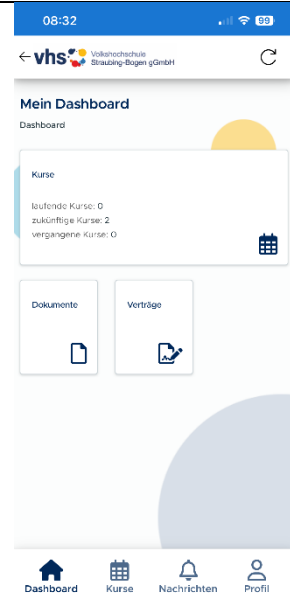 08:32
99
vhs Volkshochschule
Straubing-Bogen gGmbH
Mein Dashboard
Dashboard
Kurse
laufende Kurse: 0
zukünftige Kurse: 2
vergangene Kurse: 0
Dokumente
Verträge
Dashboard Kurse Nachrichten Profil